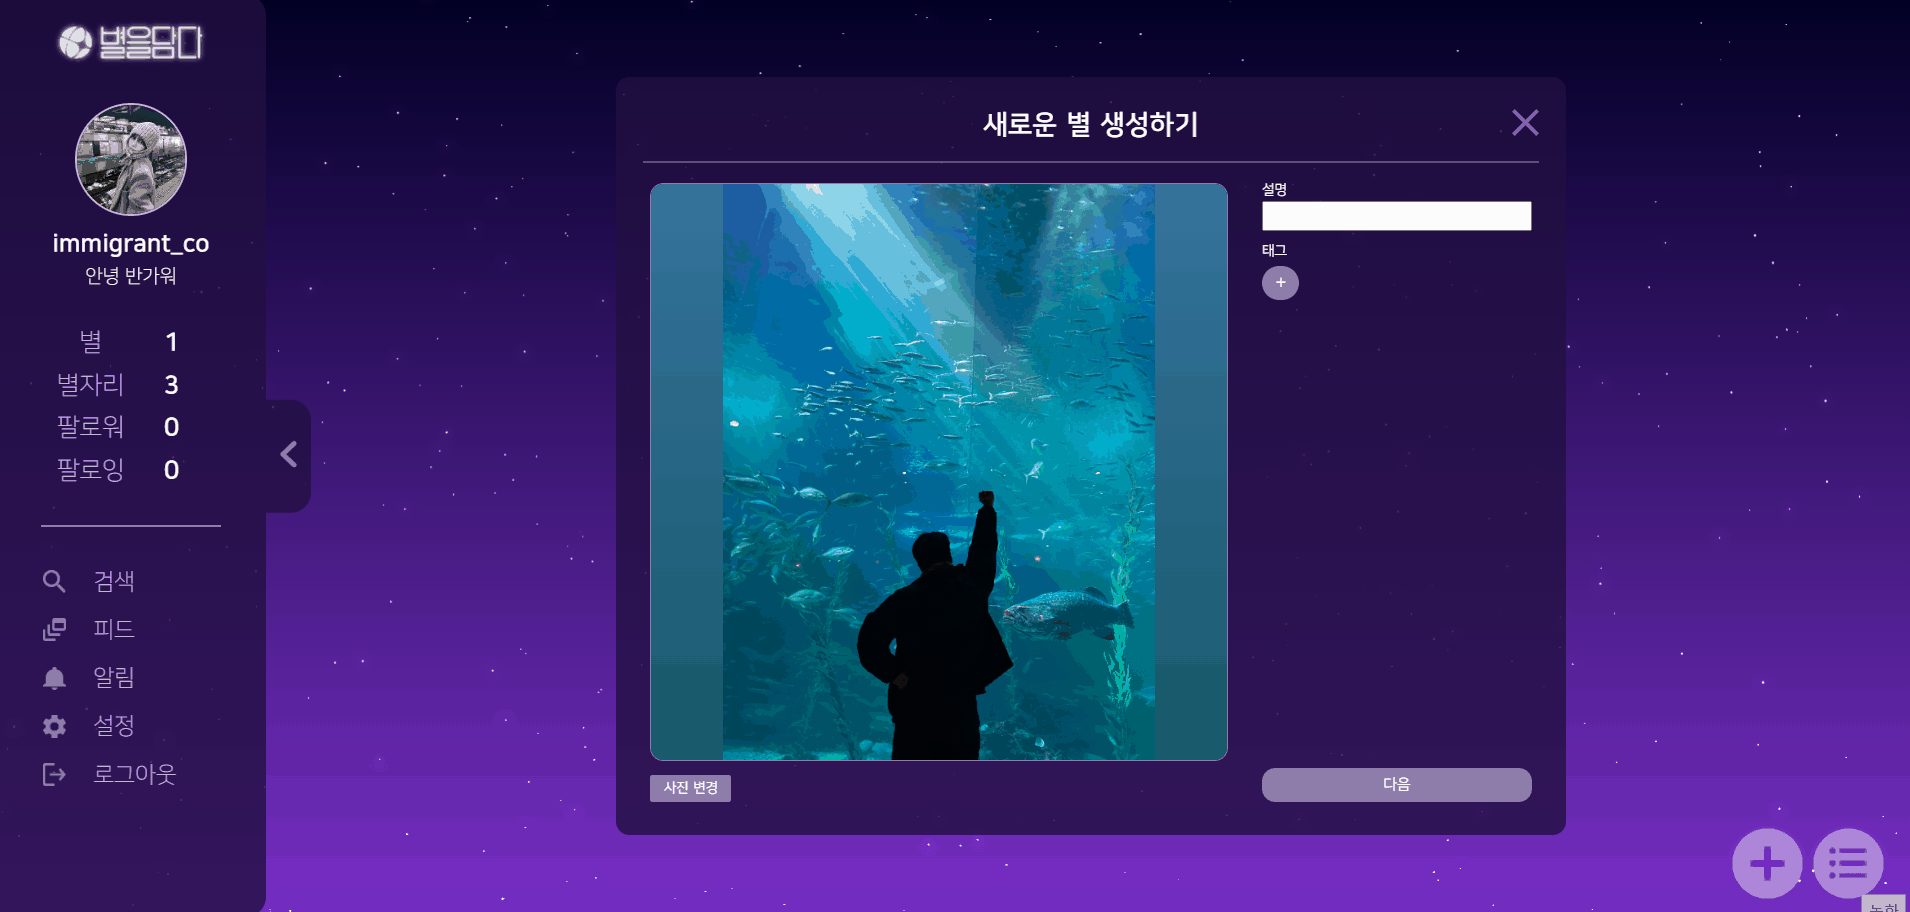 별을담다
immigrant_co
안녕 반가워
별 1
별자리 3
팔로워 0
팔로잉 0
검색
피드
알림
설정
로그아웃
새로운 별 생성하기
설명
태그
+
사진 변경
다음